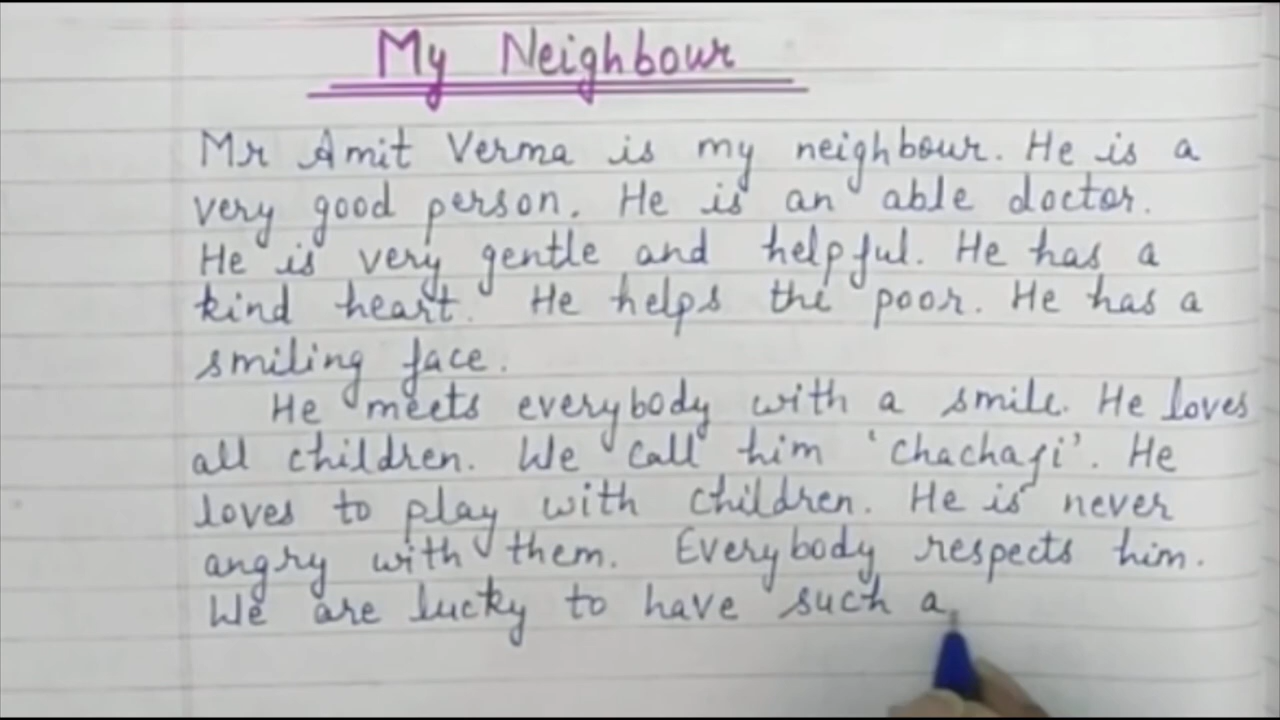 My Neighbour
Mr Amit Verma is my neighbour. He is a
very good person. He is an able doctor.
He is very gentle and helpful. He has a
kind heart. He helps the poor. He has a
smiling face.
He meets everybody with a smile. He loves
all children. We call him 'chachaji'. He
loves to play with children. He is never
angry with them. Everybody respects him.
We are lucky to have such a